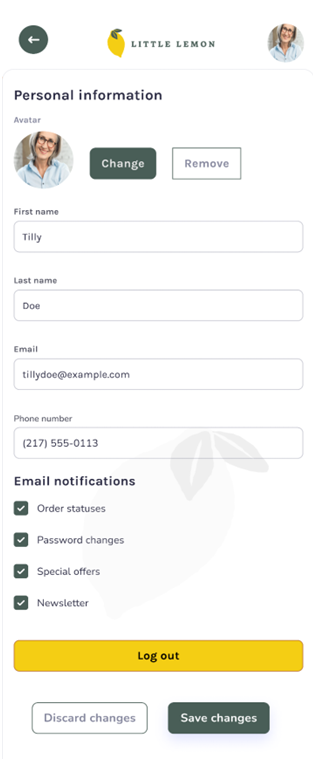 LITTLE LEMON
Personal information
Avatar
Change
Remove
First name
Tilly
Last name
Doe
Email
tillydoe@example.com
Phone number
(217) 555-0113
Email notifications
Order statuses
Password changes
Special offers
Newsletter
Log out
Discard changes
Save changes